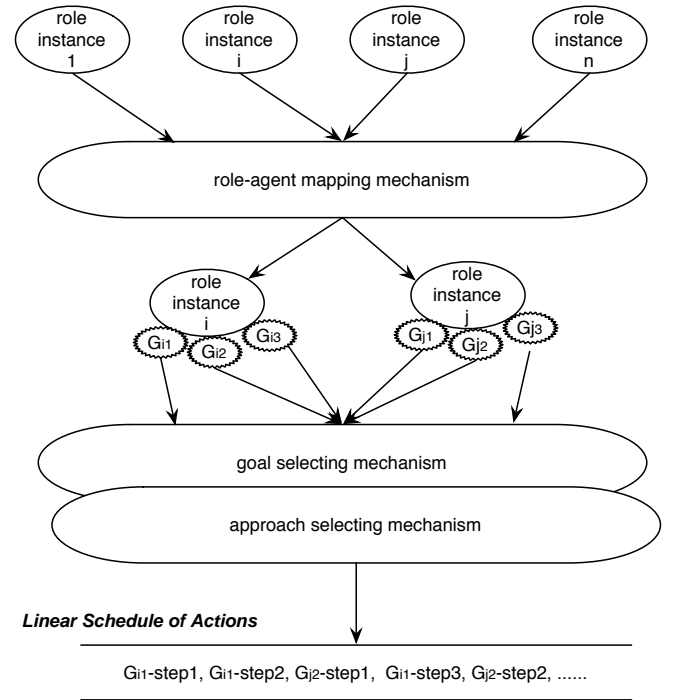 role
instance
1
role
instance
i
role
instance
j
role
instance
n
role-agent mapping mechanism
role
instance
i
role
instance
j
Gi1
Gi2
Gi3
Gj1
Gj2
Gj3
goal selecting mechanism
approach selecting mechanism
Linear Schedule of Actions
Gi1-step1, Gi1-step2, Gj2-step1, Gi1-step3, Gj2-step2, ......